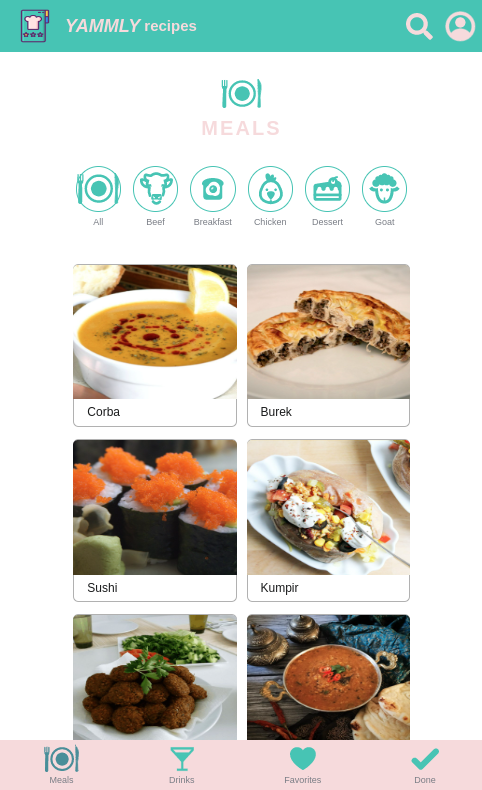 YAMMLY recipes
MEALS
All Beef Breakfast Chicken Dessert Goat
Corba Burek
Sushi Kumpir
Meals Drinks Favorites Done